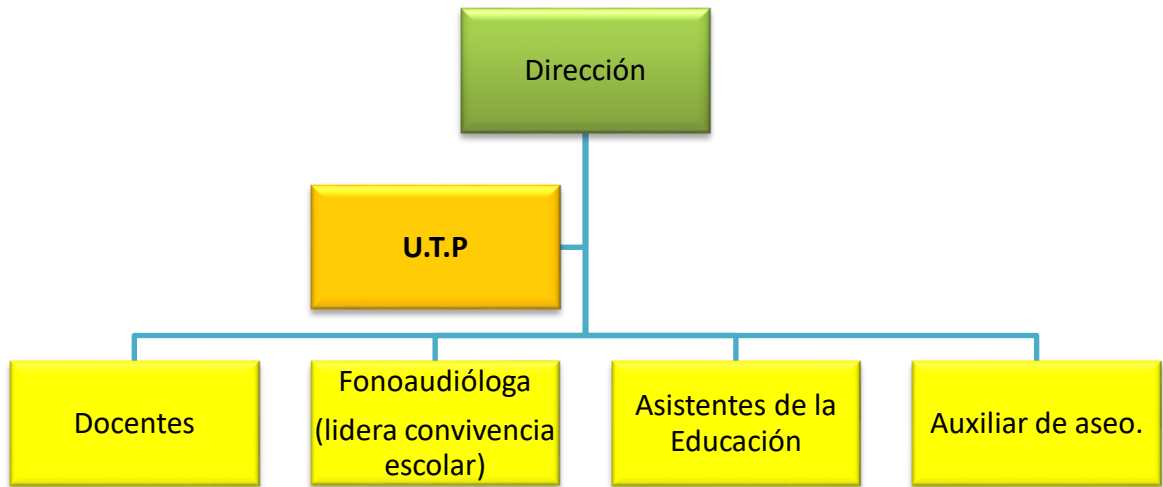 Dirección
U.T.P
Docentes
Fonoaudióloga
(lidera convivencia
escolar)
Asistentes de la
Educación
Auxiliar de aseo.